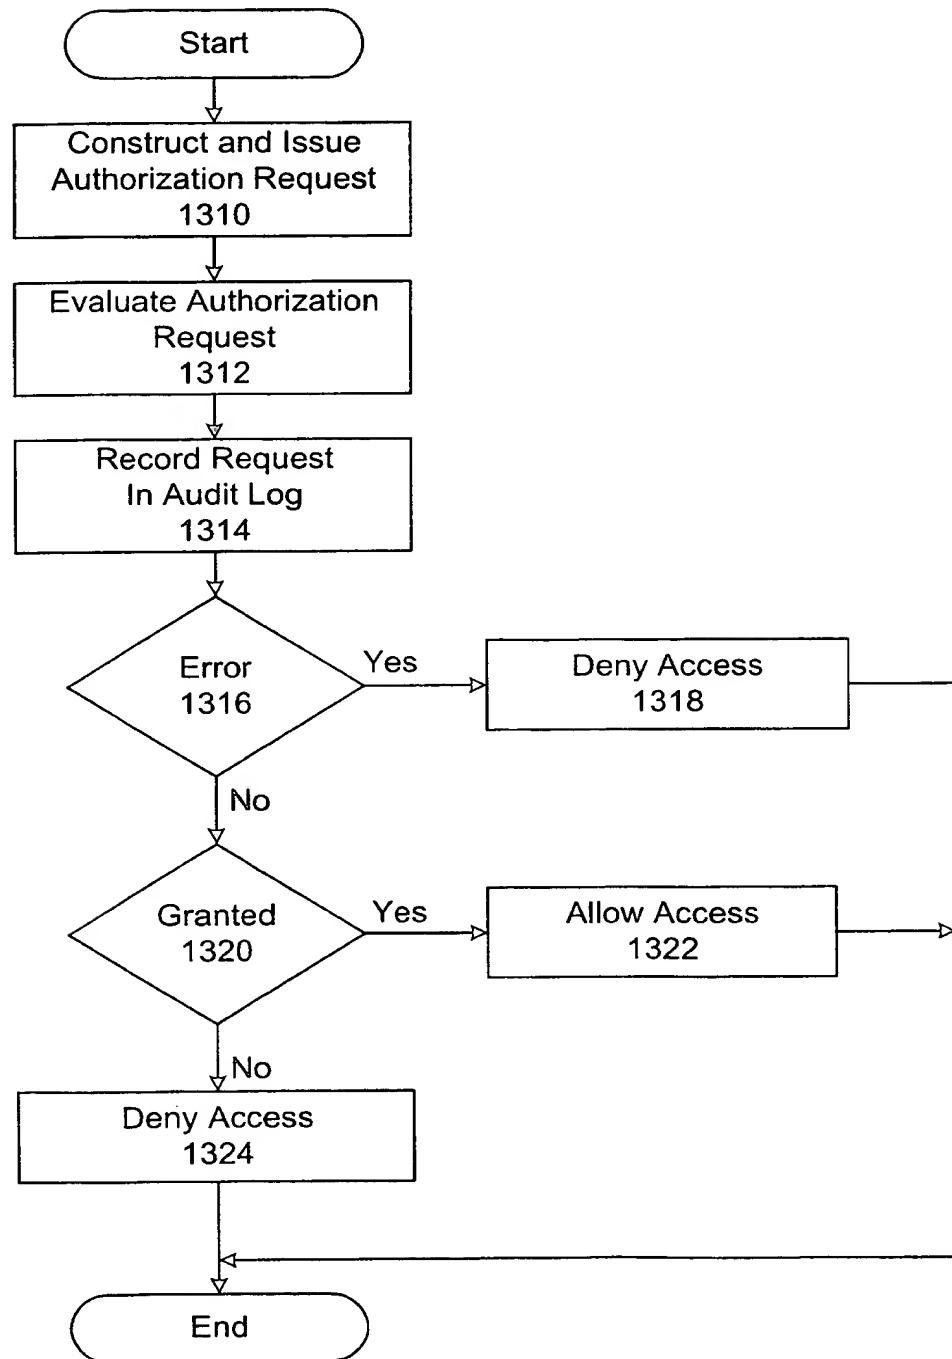 Start
Construct and Issue
Authorization Request
1310
Evaluate Authorization
Request
1312
Record Request
In Audit Log
1314
Error
1316
Yes
Deny Access
1318
No
Granted
1320
Yes
Allow Access
1322
No
Deny Access
1324
End